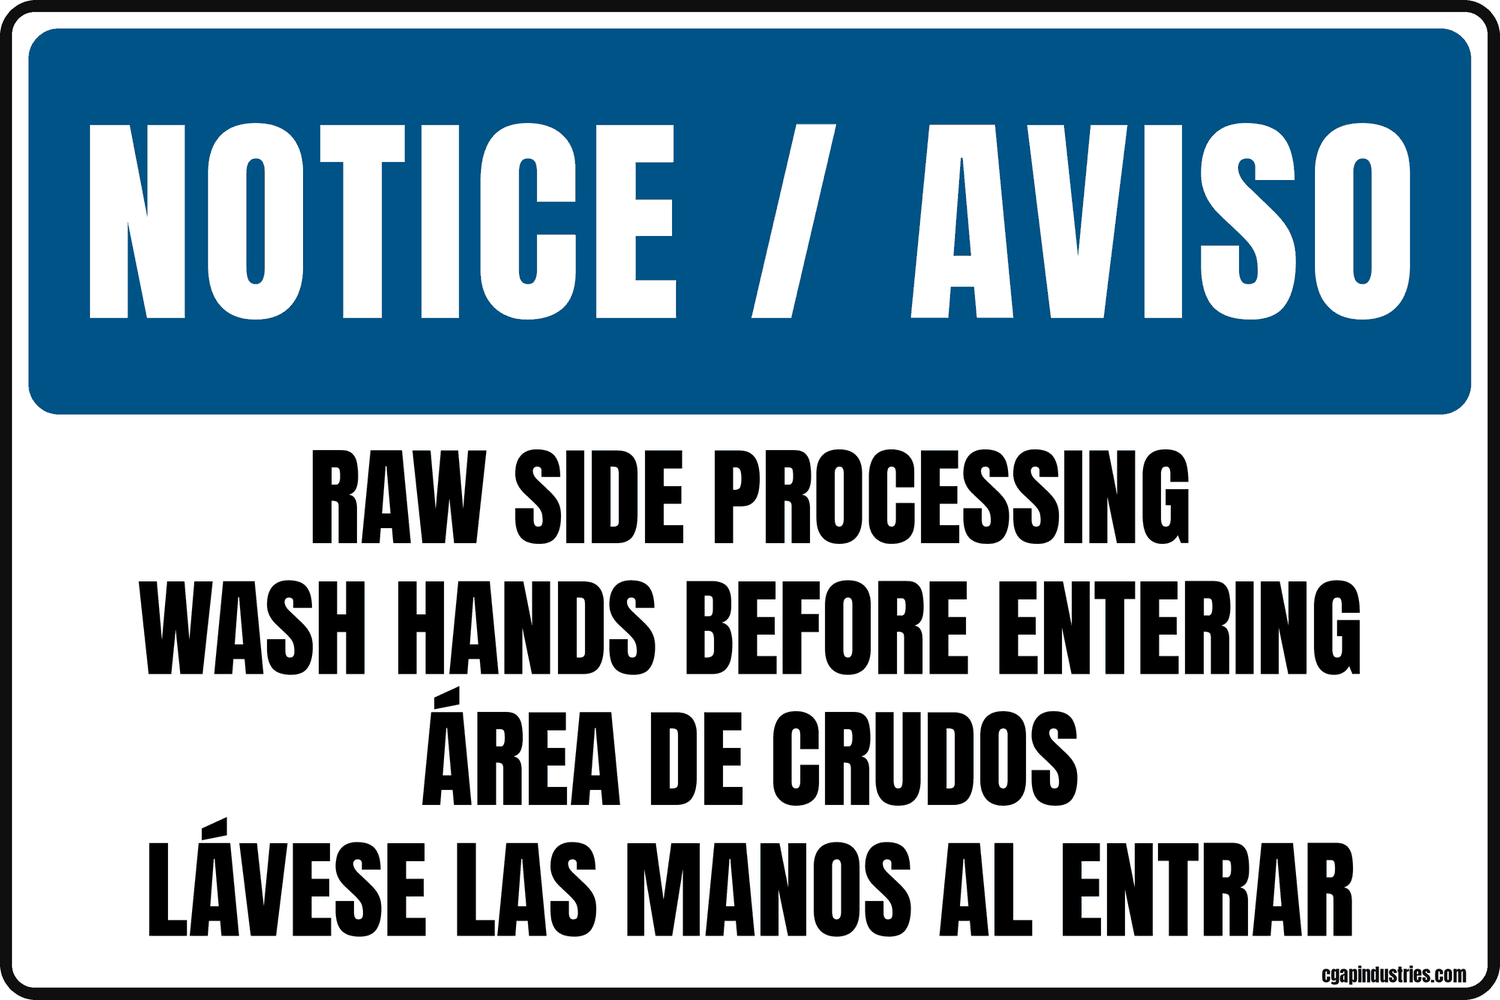 NOTICE / AVISO
RAW SIDE PROCESSING
WASH HANDS BEFORE ENTERING
ÁREA DE CRUDOS
LÁVESE LAS MANOS AL ENTRAR
cgapindustries.com